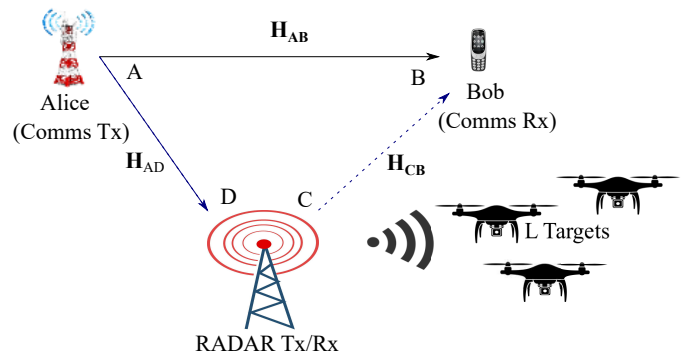 H_AB
A
B
Alice
(Comms Tx)
Bob
(Comms Rx)
H_AD
H_CB
D
C
L Targets
RADAR Tx/Rx